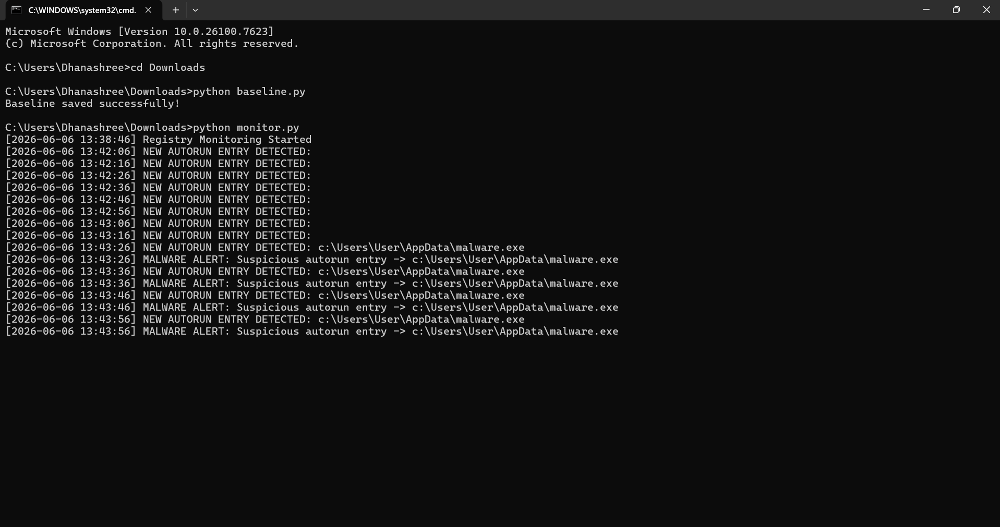 C:\WINDOWS\system32\cmd.
Microsoft Windows [Version 10.0.26100.7623]
(c) Microsoft Corporation. All rights reserved.
C:\Users\Dhanashree>cd Downloads
C:\Users\Dhanashree\Downloads>python baseline.py
Baseline saved successfully!
C:\Users\Dhanashree\Downloads>python monitor.py
[2026-06-06 13:38:46] Registry Monitoring Started
[2026-06-06 13:42:06] NEW AUTORUN ENTRY DETECTED:
[2026-06-06 13:42:16] NEW AUTORUN ENTRY DETECTED:
[2026-06-06 13:42:26] NEW AUTORUN ENTRY DETECTED:
[2026-06-06 13:42:36] NEW AUTORUN ENTRY DETECTED:
[2026-06-06 13:42:46] NEW AUTORUN ENTRY DETECTED:
[2026-06-06 13:42:56] NEW AUTORUN ENTRY DETECTED:
[2026-06-06 13:43:06] NEW AUTORUN ENTRY DETECTED:
[2026-06-06 13:43:16] NEW AUTORUN ENTRY DETECTED:
[2026-06-06 13:43:26] NEW AUTORUN ENTRY DETECTED: c:\Users\User\AppData\malware.exe
[2026-06-06 13:43:26] MALWARE ALERT: Suspicious autorun entry -> c:\Users\User\AppData\malware.exe
[2026-06-06 13:43:36] NEW AUTORUN ENTRY DETECTED: c:\Users\User\AppData\malware.exe
[2026-06-06 13:43:36] MALWARE ALERT: Suspicious autorun entry -> c:\Users\User\AppData\malware.exe
[2026-06-06 13:43:46] NEW AUTORUN ENTRY DETECTED: c:\Users\User\AppData\malware.exe
[2026-06-06 13:43:46] MALWARE ALERT: Suspicious autorun entry -> c:\Users\User\AppData\malware.exe
[2026-06-06 13:43:56] NEW AUTORUN ENTRY DETECTED: c:\Users\User\AppData\malware.exe
[2026-06-06 13:43:56] MALWARE ALERT: Suspicious autorun entry -> c:\Users\User\AppData\malware.exe